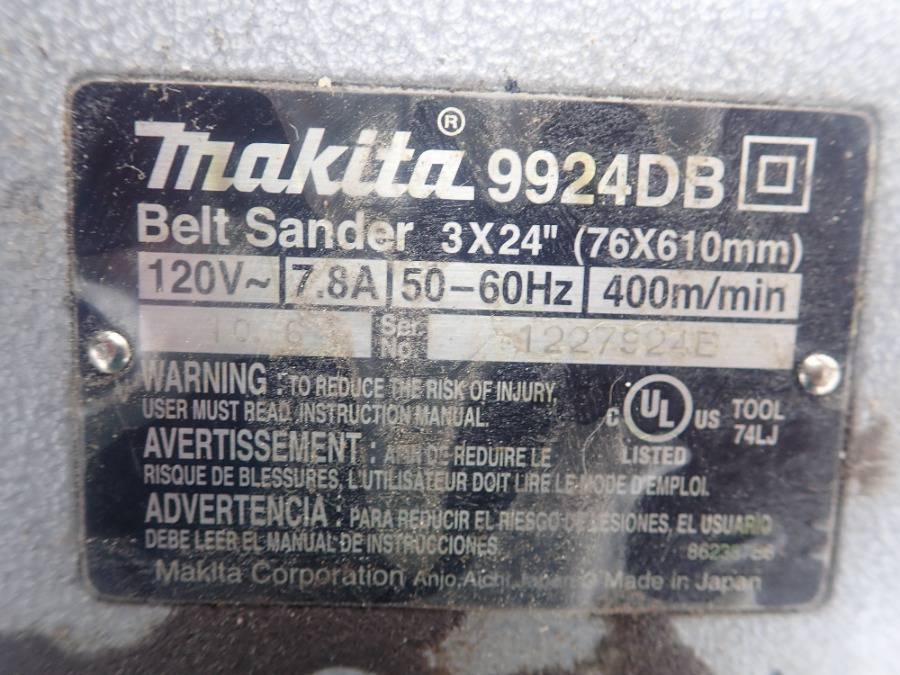 Makita® 9924DB
Belt Sander 3X24" (76X610mm)
120V~ 7.8A 50-60Hz 400m/min
Ser. No. 1227924E
WARNING : TO REDUCE THE RISK OF INJURY,
USER MUST READ INSTRUCTION MANUAL.
AVERTISSEMENT : AFIN DE REDUIRE LE
RISQUE DE BLESSURES, L'UTILISATEUR DOIT LIRE LE MODE D'EMPLOI.
ADVERTENCIA : PARA REDUCIR EL RIESGO DE LESIONES, EL USUARIO
DEBE LEER EL MANUAL DE INSTRUCCIONES.
C UL US
LISTED
TOOL
74LJ
Makita Corporation Anjo, Aichi, Japan Made in Japan